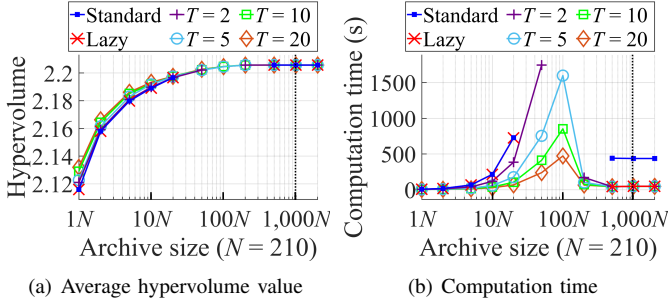 Standard T = 2 T = 10
Lazy T = 5 T = 20
Hypervolume
2.2
2.18
2.16
2.14
2.12
1N 10N 100N 1,000N
Archive size (N = 210)
(a) Average hypervolume value
Standard T = 2 T = 10
Lazy T = 5 T = 20
Computation time (s)
1500
1000
500
0
1N 10N 100N 1,000N
Archive size (N = 210)
(b) Computation time